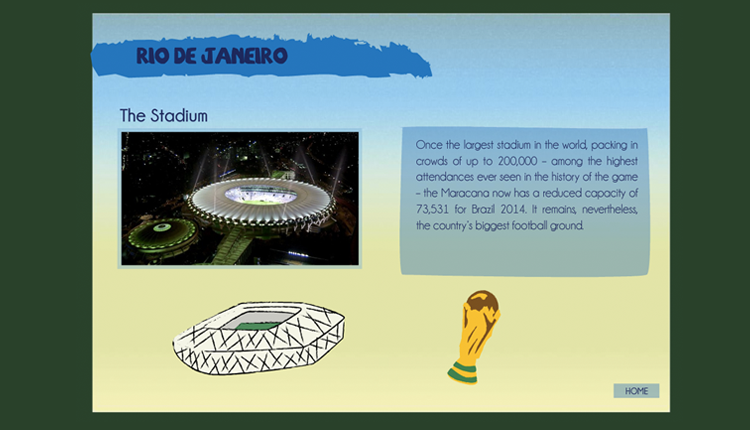 RIO DE JANEIRO
The Stadium
Once the largest stadium in the world, packing in
crowds of up to 200,000 – among the highest
attendances ever seen in the history of the game
– the Maracana now has a reduced capacity of
73,531 for Brazil 2014. It remains, nevertheless,
the country's biggest football ground.
HOME